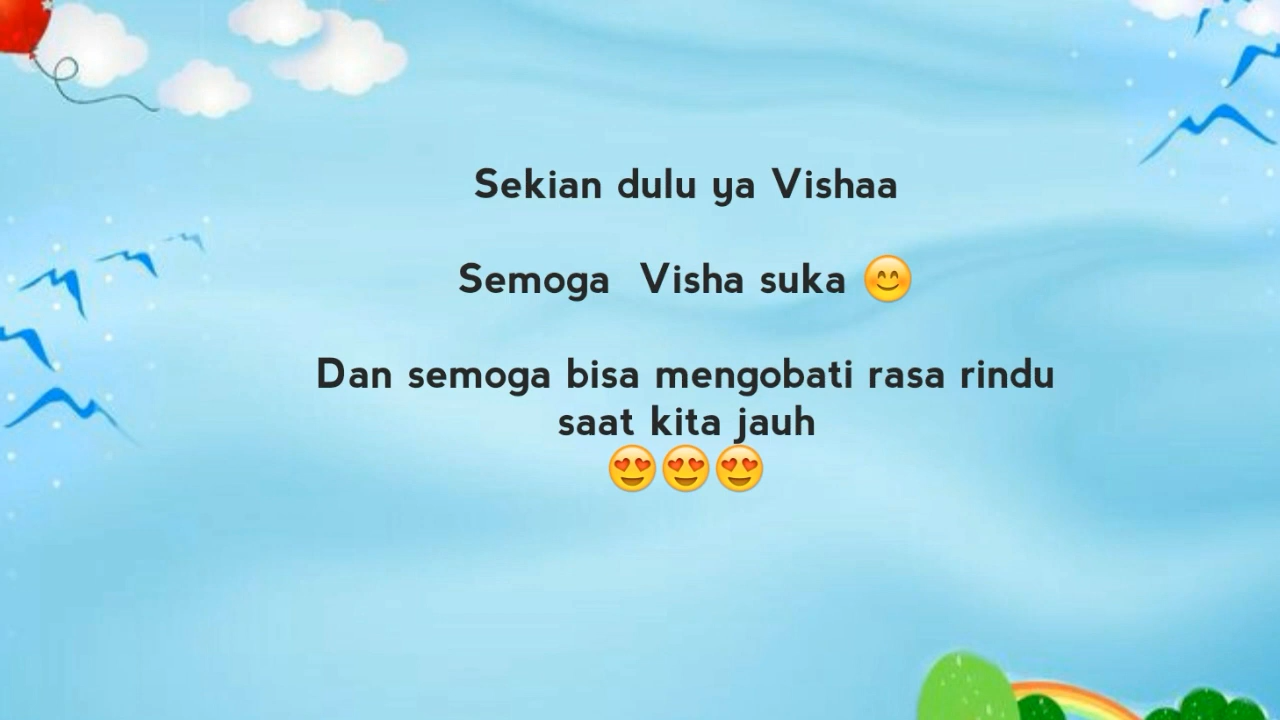 Sekian dulu ya Vishaa
Semoga  Visha suka 😊
Dan semoga bisa mengobati rasa rindu
saat kita jauh
😍😍😍